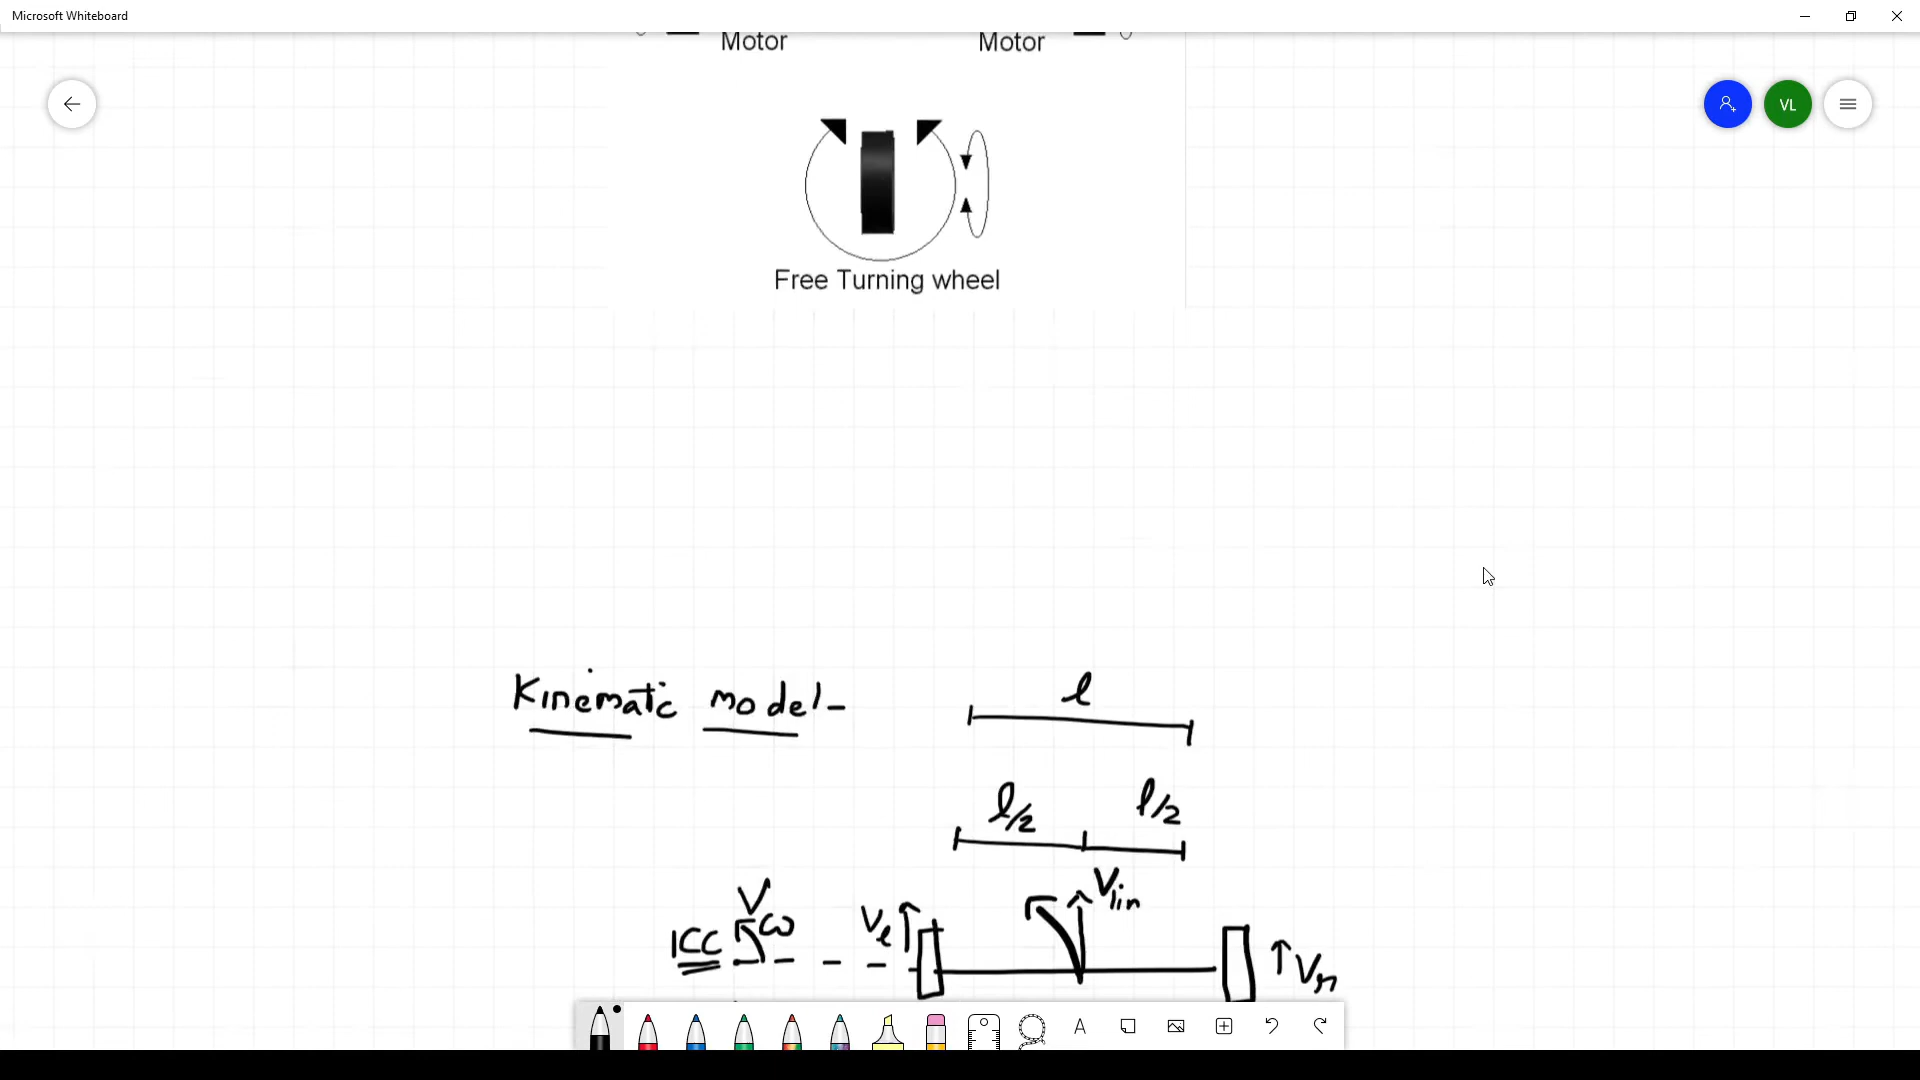 Microsoft Whiteboard
Motor Motor
VL
Free Turning wheel
Kinematic model-
l
l/2 l/2
V Vlin
ICC ω Vl Vr
A